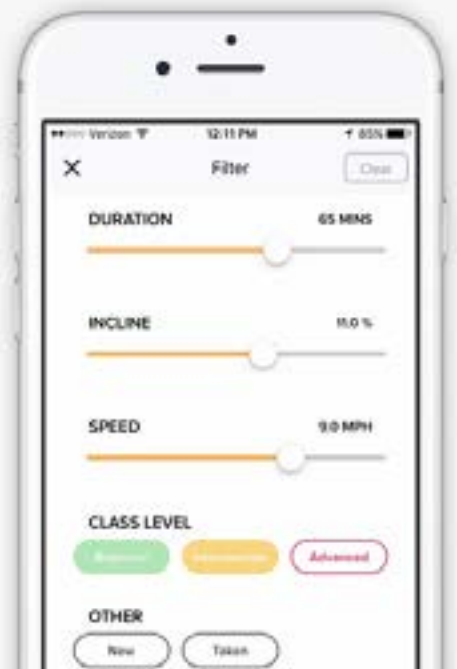 Verizon 12:11 PM 85%
Filter Clear
DURATION 65 MINS
INCLINE 11.0 %
SPEED 9.0 MPH
CLASS LEVEL
Advanced
OTHER
New Taken